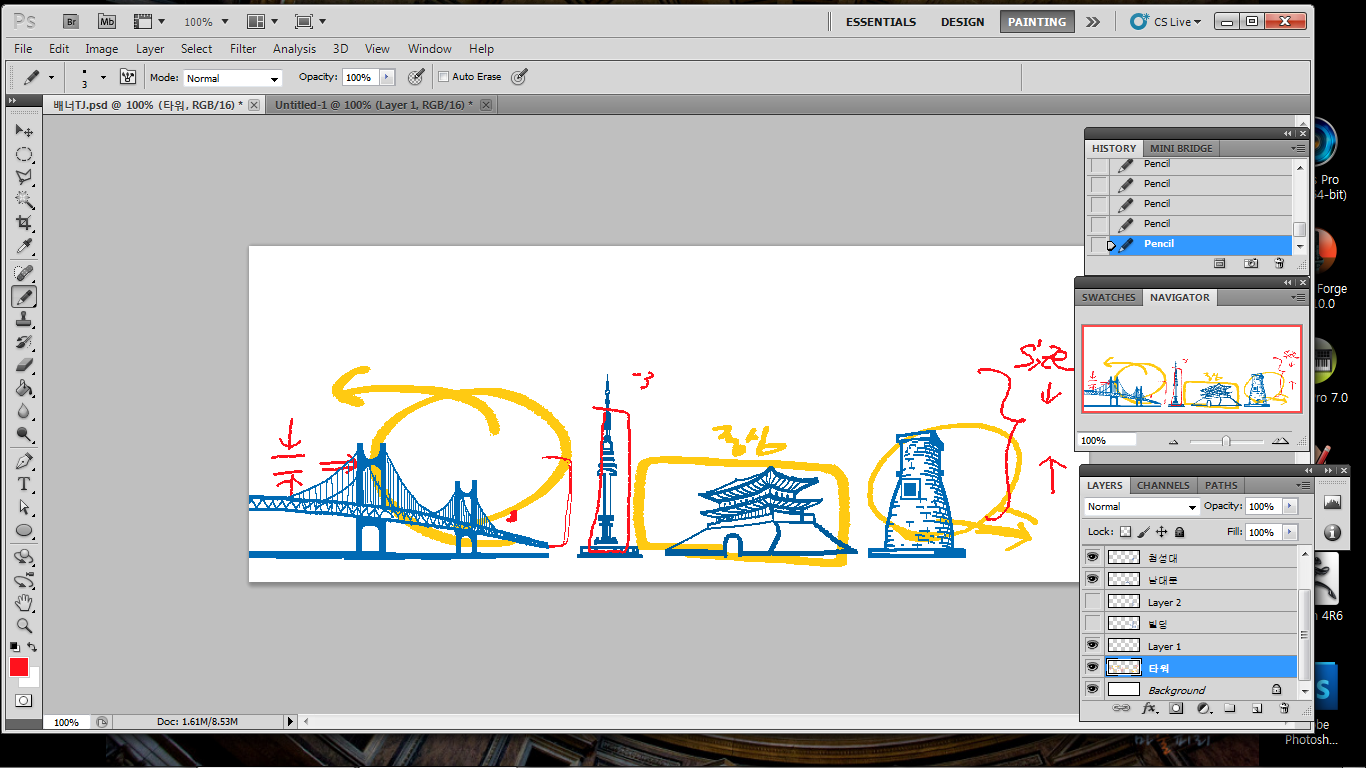 Ps Br Mb 100% ESSENTIALS DESIGN PAINTING CS Live
File Edit Image Layer Select Filter Analysis 3D View Window Help
3 Mode: Normal Opacity: 100% Auto Erase
배너TJ.psd @ 100% (타워, RGB/16) * Untitled-1 @ 100% (Layer 1, RGB/16) *
HISTORY MINI BRIDGE
Pencil
Pencil
Pencil
Pencil
Pencil
SWATCHES NAVIGATOR
100%
Size
LAYERS CHANNELS PATHS
Normal Opacity: 100%
Lock: Fill: 100%
첨성대
남대문
Layer 2
빌딩
Layer 1
타워
Background
100% Doc: 1.61M/8.53M
Pro
4-bit)
Forge
0.0
ro 7.0
n 4R6
be
Photosh...